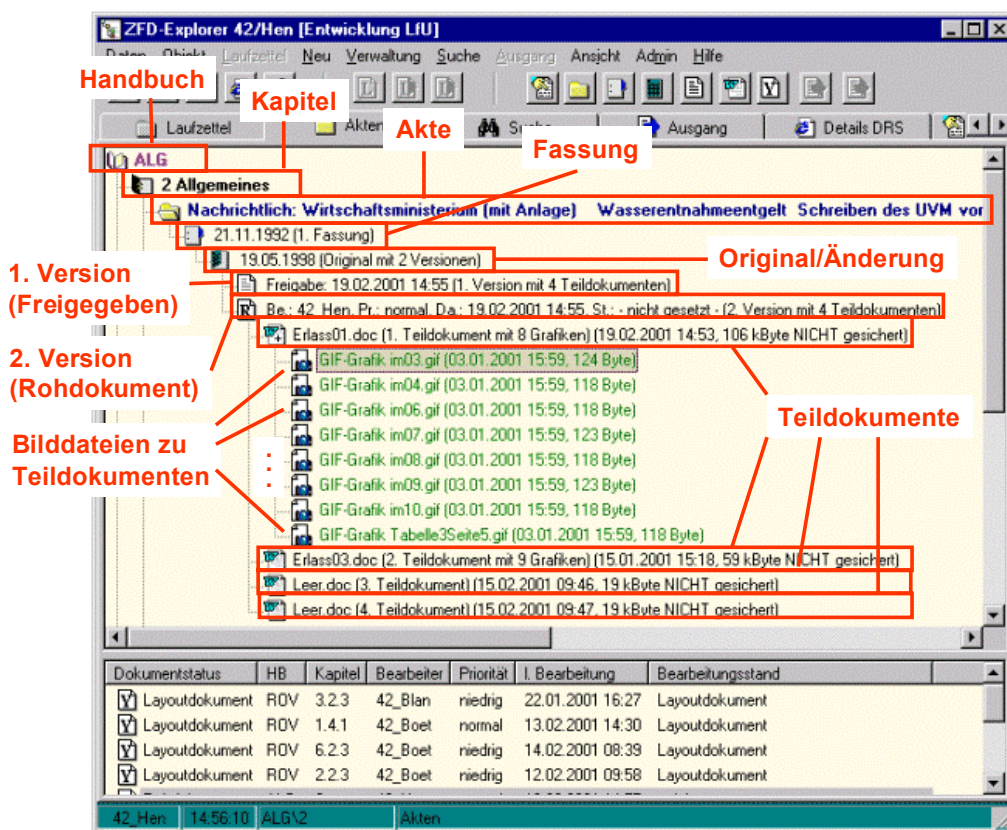 ZFD-Explorer 42/Hen [Entwicklung LfU]
Daten Objekt Laufzettel Neu Verwaltung Suche Ausgang Ansicht Admin Hilfe
Handbuch
Kapitel
Akte
Fassung
Laufzettel Akten Suche Ausgang Details DRS
ALG
2 Allgemeines
Nachrichtlich: Wirtschaftsministerium (mit Anlage) Wasserentnahmeentgelt Schreiben des UVM vor
21.11.1992 (1. Fassung)
19.05.1998 (Original mit 2 Versionen)
Original/Änderung
1. Version
(Freigegeben)
Freigabe: 19.02.2001 14:55 (1. Version mit 4 Teildokumenten)
Be.: 42_Hen, Pr.: normal, Da.: 19.02.2001 14:55, St.: - nicht gesetzt - (2. Version mit 4 Teildokumenten)
2. Version
(Rohdokument)
Erlass01.doc (1. Teildokument mit 8 Grafiken) (19.02.2001 14:53, 106 kByte NICHT gesichert)
GIF-Grafik im03.gif (03.01.2001 15:59, 124 Byte)
GIF-Grafik im04.gif (03.01.2001 15:59, 118 Byte)
GIF-Grafik im06.gif (03.01.2001 15:59, 118 Byte)
Teildokumente
Bilddateien zu
Teildokumenten
GIF-Grafik im07.gif (03.01.2001 15:59, 123 Byte)
GIF-Grafik im08.gif (03.01.2001 15:59, 118 Byte)
GIF-Grafik im09.gif (03.01.2001 15:59, 123 Byte)
GIF-Grafik im10.gif (03.01.2001 15:59, 118 Byte)
GIF-Grafik Tabelle3Seite5.gif (03.01.2001 15:59, 118 Byte)
Erlass03.doc (2. Teildokument mit 9 Grafiken) (15.01.2001 15:18, 59 kByte NICHT gesichert)
Leer.doc (3. Teildokument) (15.02.2001 09:46, 19 kByte NICHT gesichert)
Leer.doc (4. Teildokument) (15.02.2001 09:47, 19 kByte NICHT gesichert)
Dokumentstatus HB Kapitel Bearbeiter Priorität l. Bearbeitung Bearbeitungsstand
Layoutdokument ROV 3.2.3 42_Blan niedrig 22.01.2001 16:27 Layoutdokument
Layoutdokument ROV 1.4.1 42_Boet normal 13.02.2001 14:30 Layoutdokument
Layoutdokument ROV 6.2.3 42_Boet niedrig 14.02.2001 08:39 Layoutdokument
Layoutdokument ROV 2.2.3 42_Boet niedrig 12.02.2001 09:58 Layoutdokument
42_Hen 14:56:10 ALG\2 Akten